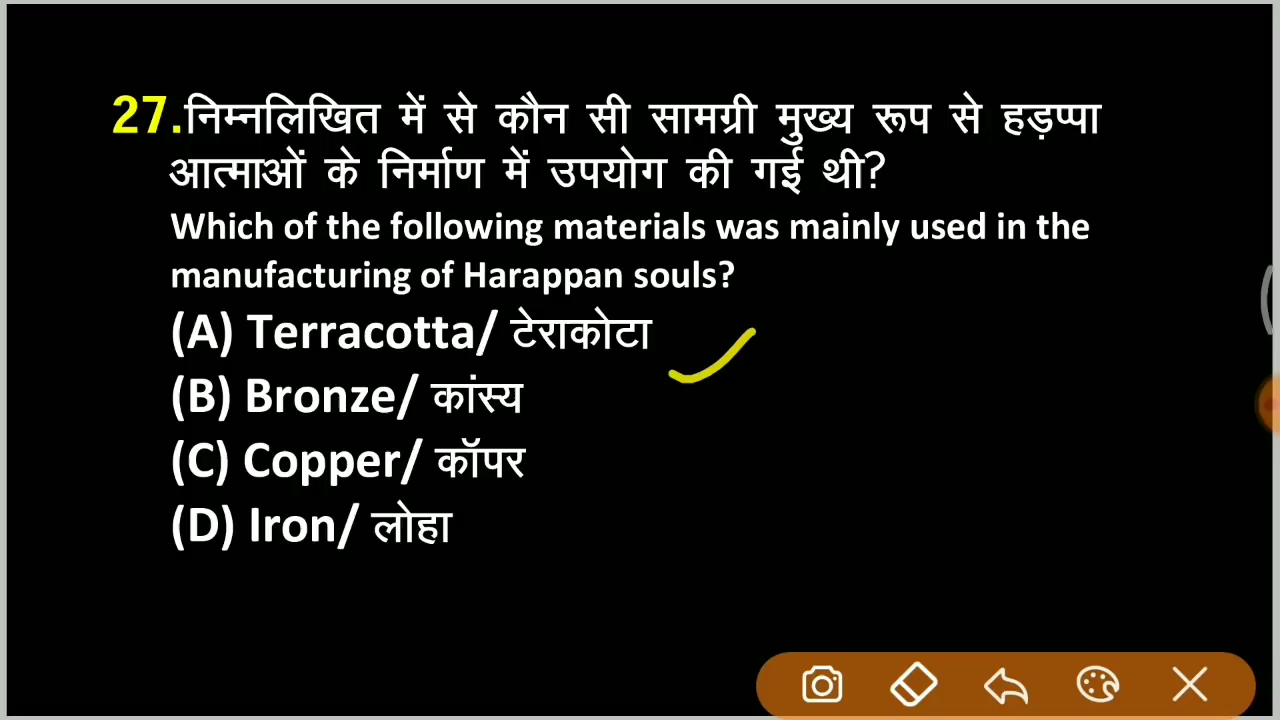 27.निम्नलिखित में से कौन सी सामग्री मुख्य रूप से हड़प्पा
आत्माओं के निर्माण में उपयोग की गई थी?
Which of the following materials was mainly used in the
manufacturing of Harappan souls?
(A) Terracotta/ टेराकोटा
(B) Bronze/ कांस्य
(C) Copper/ कॉपर
(D) Iron/ लोहा